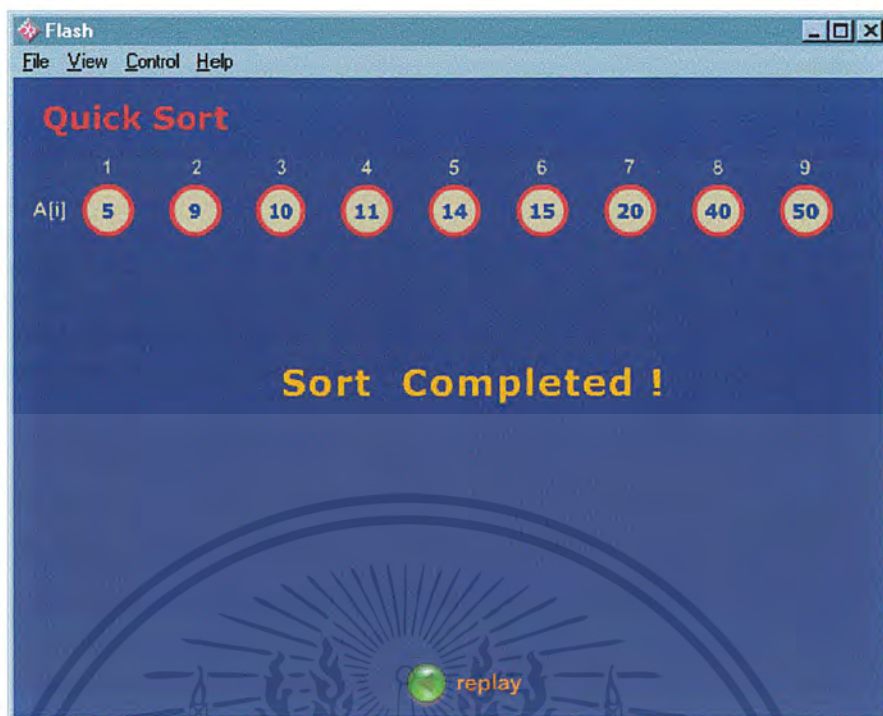 Flash
File View Control Help
Quick Sort
1 2 3 4 5 6 7 8 9
A[i] 5 9 10 11 14 15 20 40 50
Sort Completed !
replay